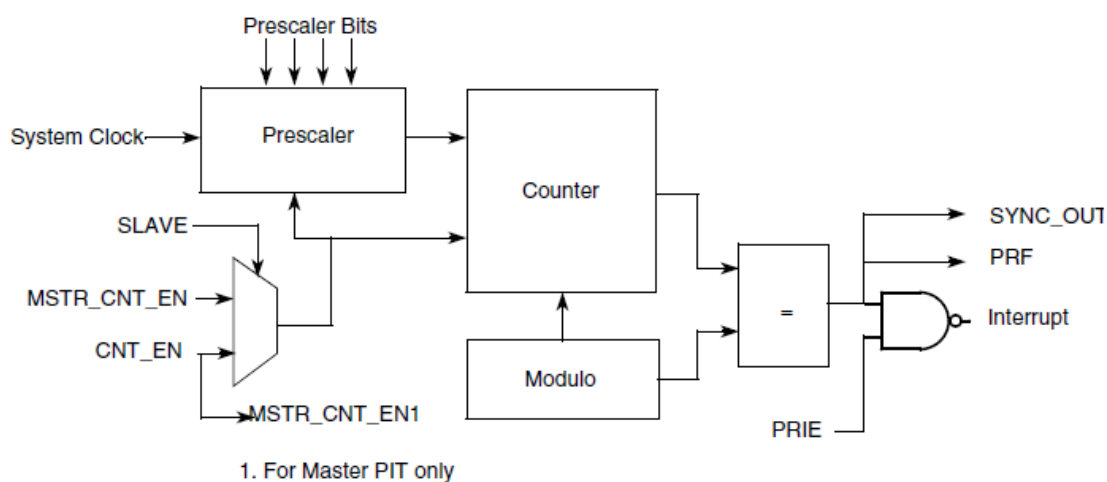 Prescaler Bits
System Clock
Prescaler
Counter
SLAVE
SYNC_OUT
PRF
MSTR_CNT_EN
=
Interrupt
CNT_EN
Modulo
MSTR_CNT_EN1
PRIE
1. For Master PIT only